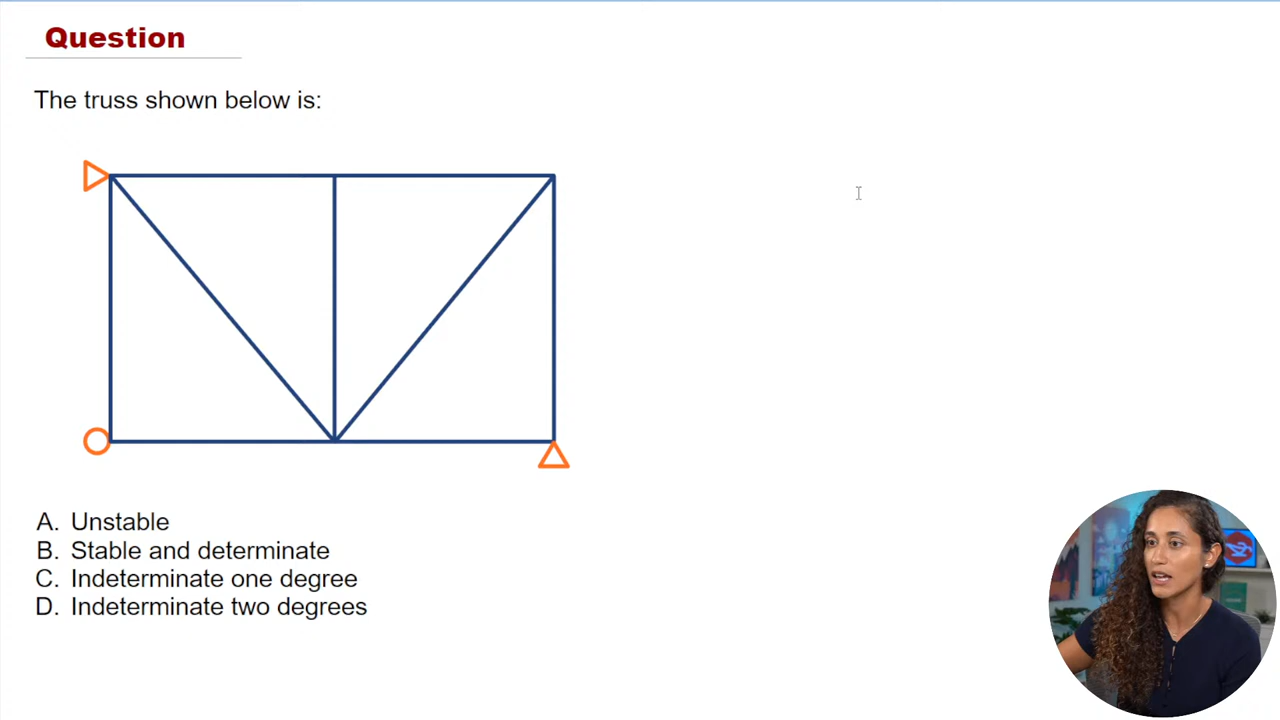 Question
The truss shown below is:
A. Unstable
B. Stable and determinate
C. Indeterminate one degree
D. Indeterminate two degrees